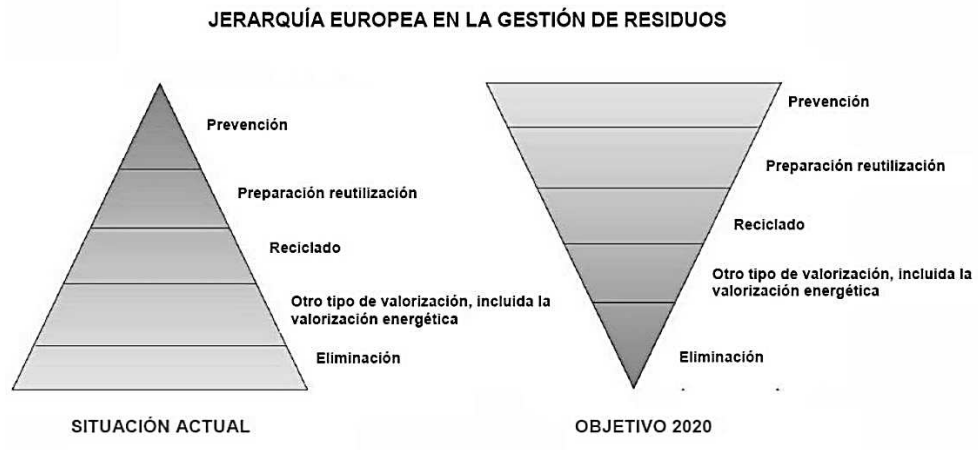 JERARQUÍA EUROPEA EN LA GESTIÓN DE RESIDUOS
Prevención
Preparación reutilización
Reciclado
Otro tipo de valorización, incluida la
valorización energética
Eliminación
SITUACIÓN ACTUAL
Prevención
Preparación reutilización
Reciclado
Otro tipo de valorización, incluida la
valorización energética
Eliminación
OBJETIVO 2020